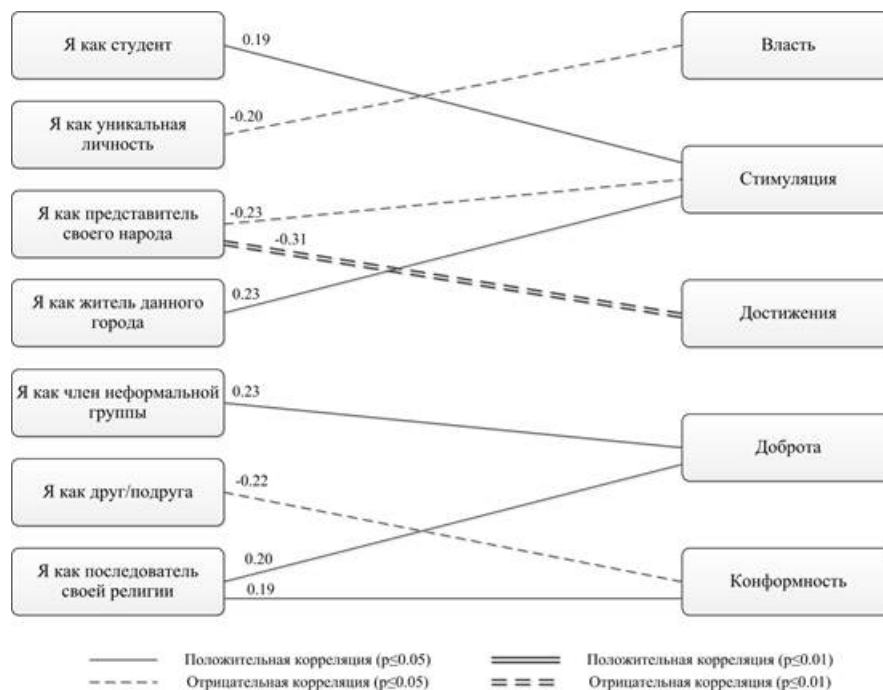 Я как студент
0.19
Власть
Я как уникальная
личность
-0.20
Стимуляция
Я как представитель
своего народа
-0.23
-0.31
Я как житель данного
города
0.23
Достижения
Я как член неформальной
группы
0.23
Доброта
Я как друг/подруга
-0.22
Я как последователь
своей религии
0.20
0.19
Конформность
Положительная корреляция (p≤0.05)
Положительная корреляция (p≤0.01)
Отрицательная корреляция (p≤0.05)
Отрицательная корреляция (p≤0.01)